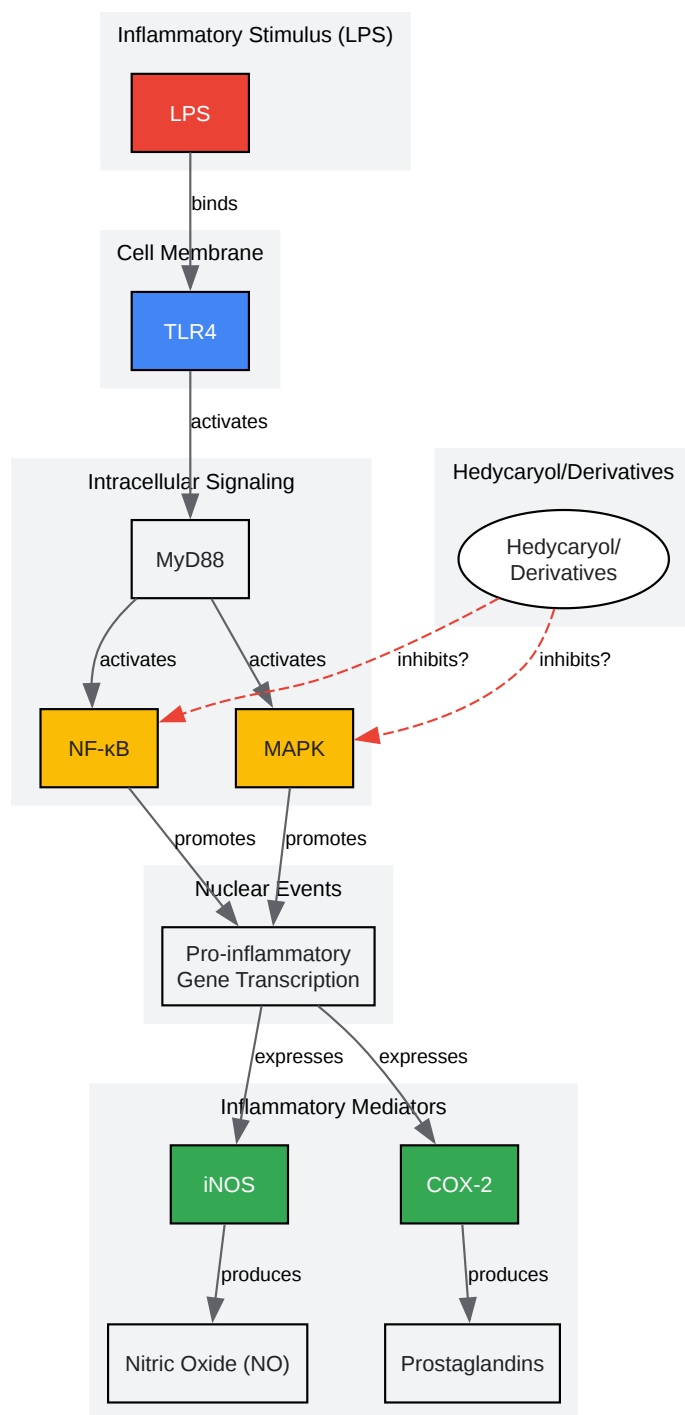 Inflammatory Stimulus (LPS)
LPS
binds
Cell Membrane
TLR4
activates
Intracellular Signaling
MyD88
Hedycaryol/Derivatives
Hedycaryol/
Derivatives
activates
activates
inhibits?
inhibits?
NF-κB
MAPK
promotes
promotes
Nuclear Events
Pro-inflammatory
Gene Transcription
expresses
expresses
Inflammatory Mediators
iNOS
COX-2
produces
produces
Nitric Oxide (NO)
Prostaglandins